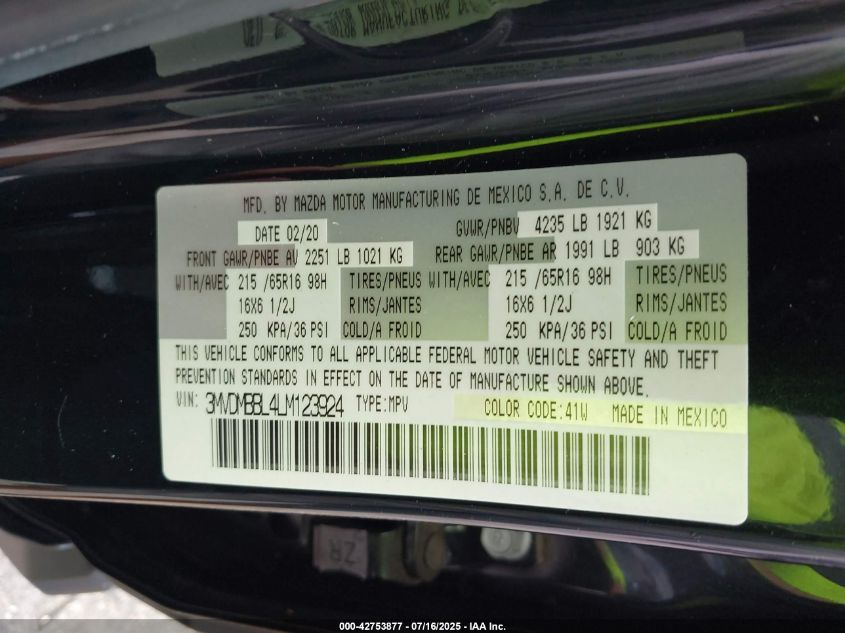 MFD. BY MAZDA MOTOR MANUFACTURING DE MEXICO S.A. DE C.V.
DATE 02/20 GVWR/PNBV 4235 LB 1921 KG
FRONT GAWR/PNBE AV 2251 LB 1021 KG REAR GAWR/PNBE AR 1991 LB 903 KG
WITH/AVEC 215 /65R16 98H TIRES/PNEUS WITH/AVEC 215 /65R16 98H TIRES/PNEUS
16X6 1/2J RIMS/JANTES 16X6 1/2J RIMS/JANTES
250 KPA/36 PSI COLD/A FROID 250 KPA/36 PSI COLD/A FROID
THIS VEHICLE CONFORMS TO ALL APPLICABLE FEDERAL MOTOR VEHICLE SAFETY AND THEFT
PREVENTION STANDARDS IN EFFECT ON THE DATE OF MANUFACTURE SHOWN ABOVE.
VIN: 3MVDMBBL4LM123924 TYPE:MPV COLOR CODE:41W MADE IN MEXICO
ZR
000-42753877 - 07/16/2025 - IAA Inc.